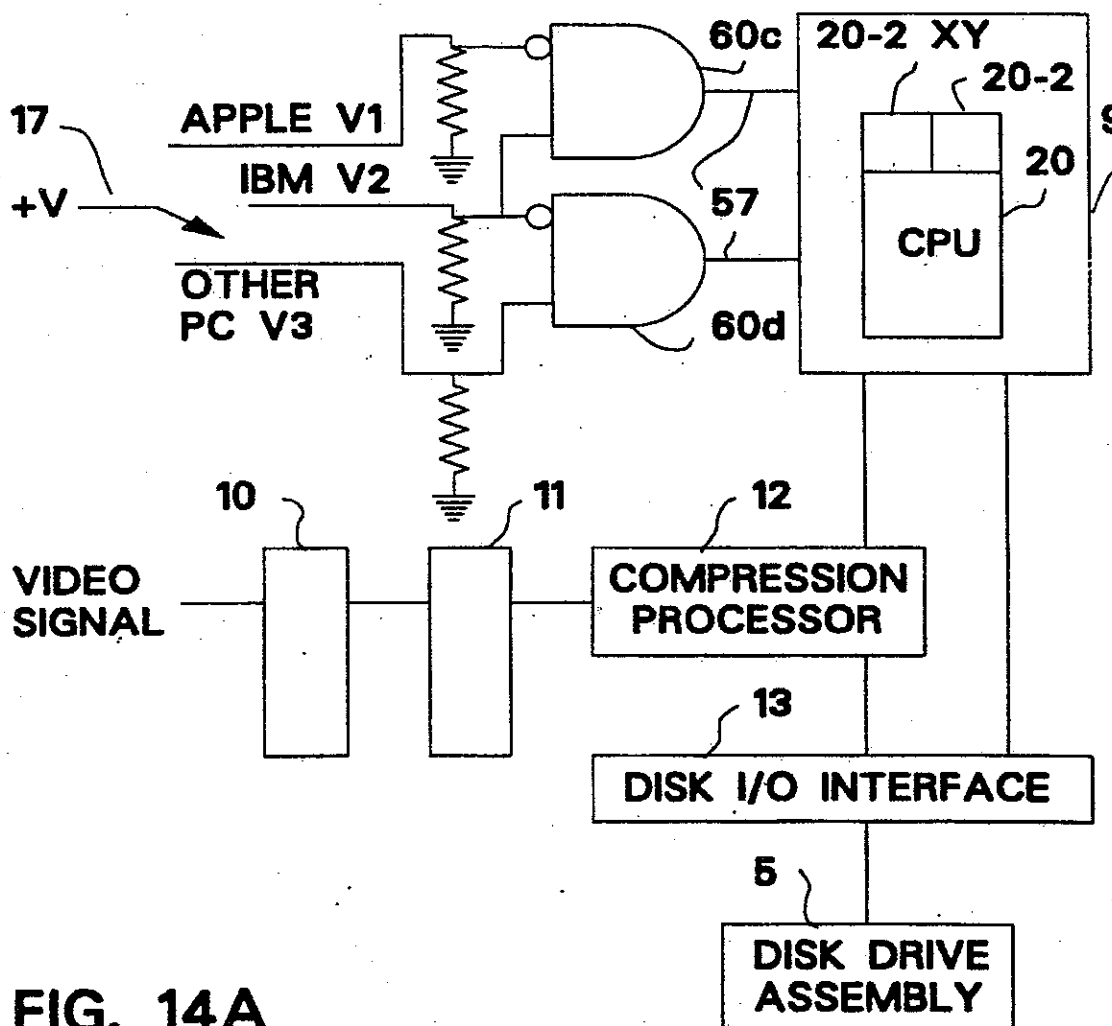 60c
20-2 XY
20-2
17
APPLE V1
20
IBM V2
+V
57
CPU
OTHER
PC V3
60d
10
11
12
VIDEO
SIGNAL
COMPRESSION
PROCESSOR
13
DISK I/O INTERFACE
5
DISK DRIVE
ASSEMBLY
FIG. 14A